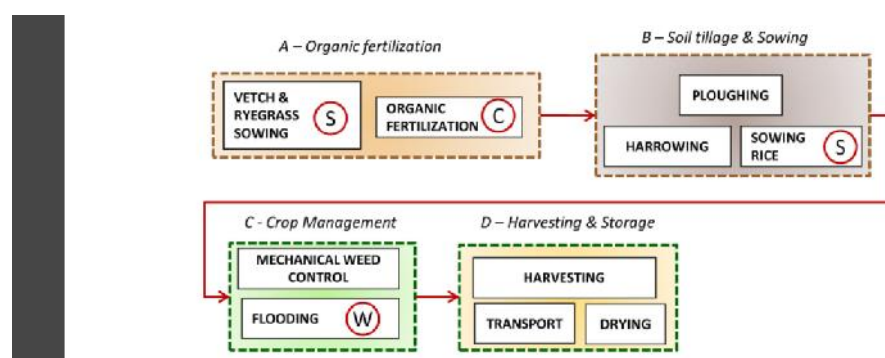 A – Organic fertilization
VETCH &
RYEGRASS
SOWING
S
ORGANIC
FERTILIZATION
C
B – Soil tillage & Sowing
PLOUGHING
HARROWING
SOWING
RICE
S
C - Crop Management
MECHANICAL WEED
CONTROL
FLOODING
W
D – Harvesting & Storage
HARVESTING
TRANSPORT
DRYING